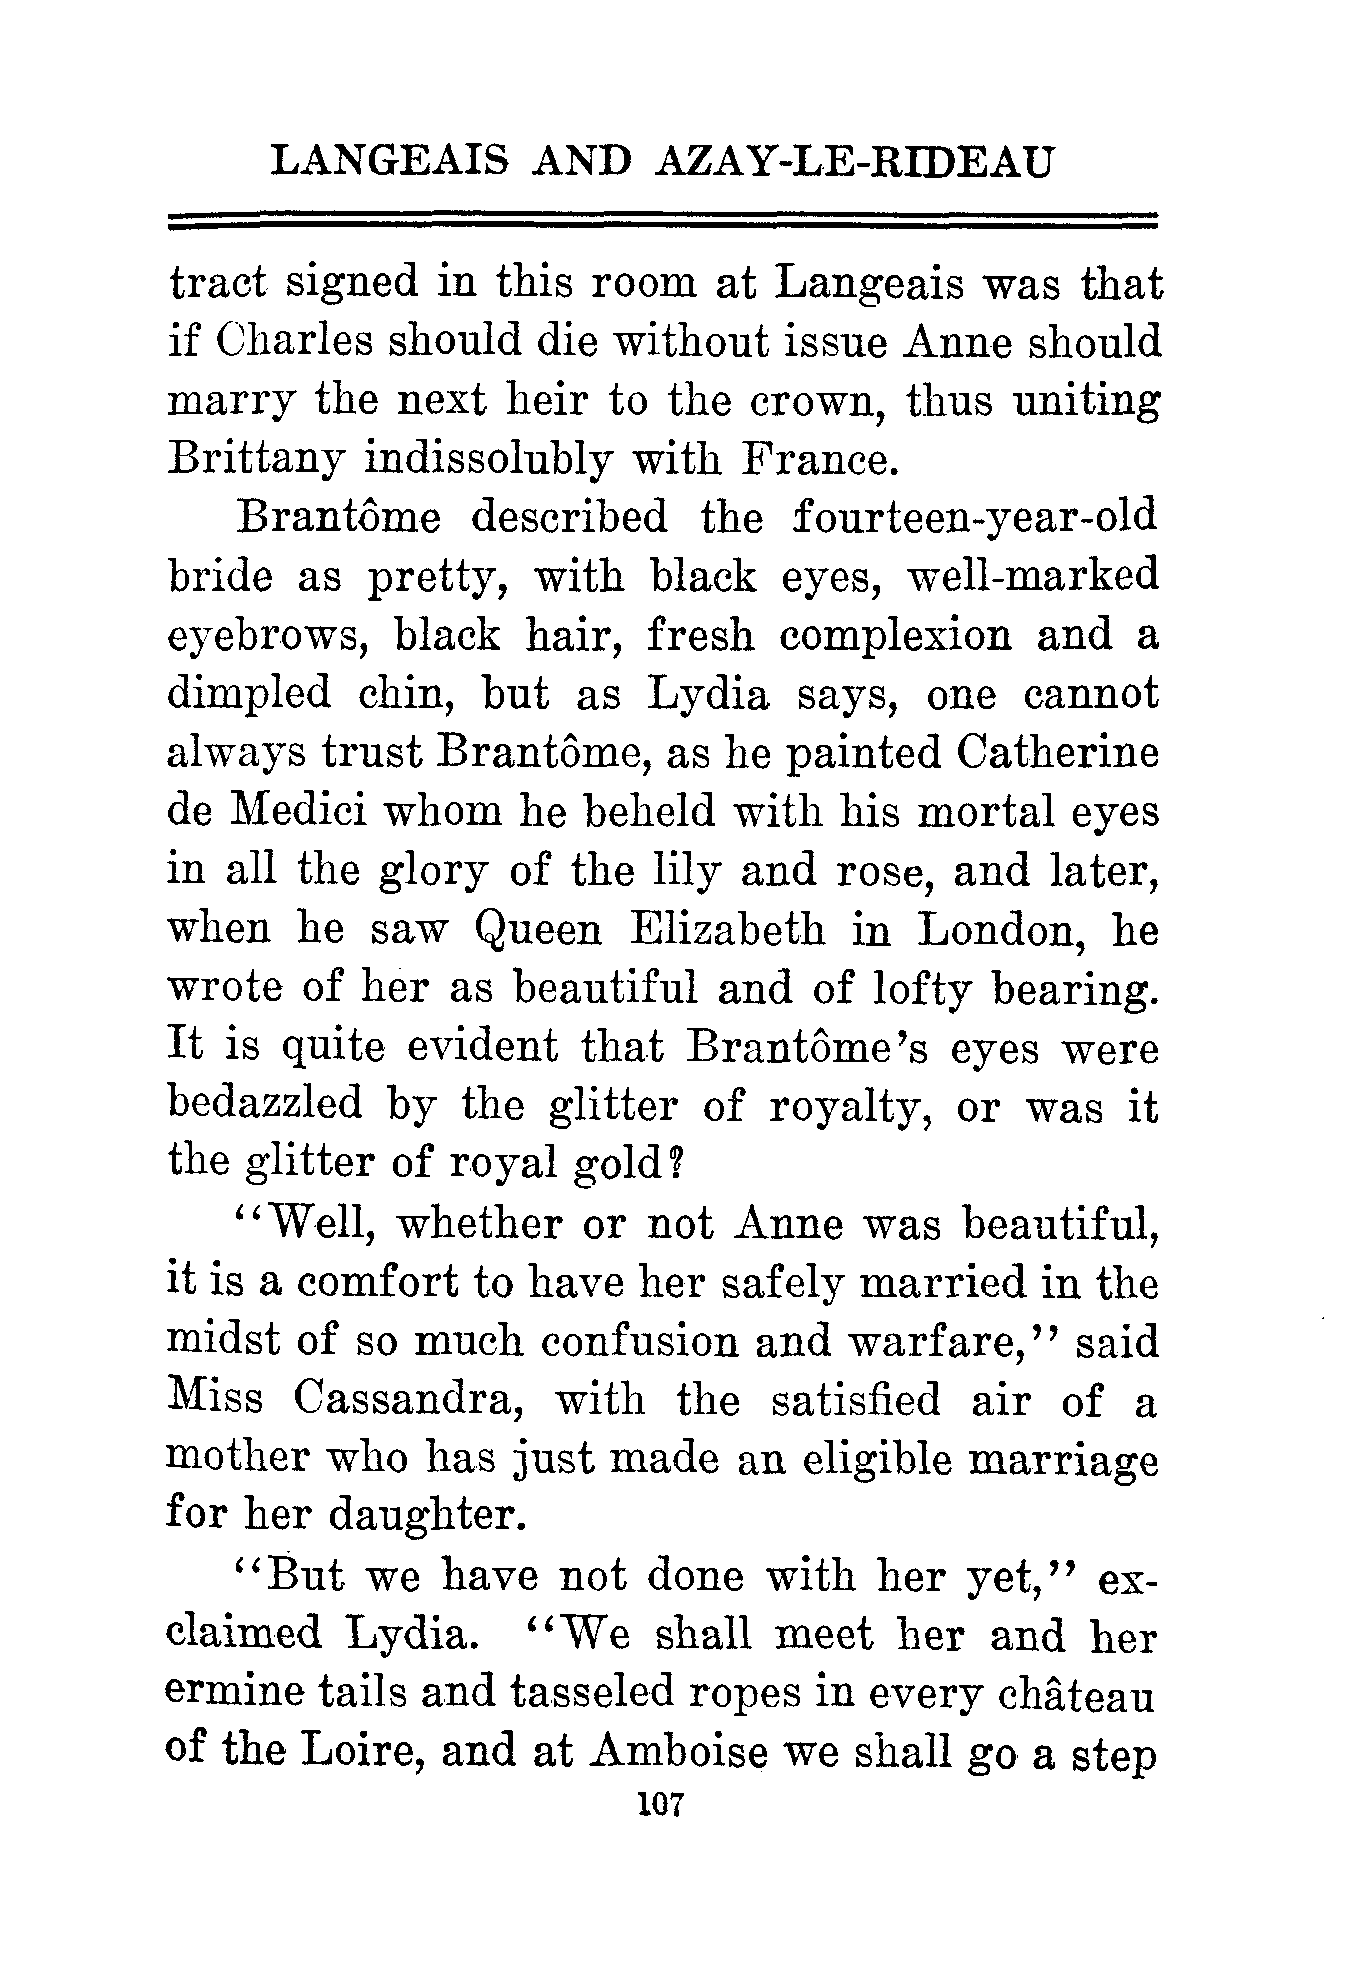 LANGEAIS AND AZAY-LE-RIDEAU
tract signed in this room at Langeais was that
if Charles should die without issue Anne should
marry the next heir to the crown, thus uniting
Brittany indissolubly with France.
Brantôme described the fourteen-year-old
bride as pretty, with black eyes, well-marked
eyebrows, black hair, fresh complexion and a
dimpled chin, but as Lydia says, one cannot
always trust Brantôme, as he painted Catherine
de Medici whom he beheld with his mortal eyes
in all the glory of the lily and rose, and later,
when he saw Queen Elizabeth in London, he
wrote of her as beautiful and of lofty bearing.
It is quite evident that Brantôme's eyes were
bedazzled by the glitter of royalty, or was it
the glitter of royal gold?
"Well, whether or not Anne was beautiful,
it is a comfort to have her safely married in the
midst of so much confusion and warfare," said
Miss Cassandra, with the satisfied air of a
mother who has just made an eligible marriage
for her daughter.
"But we have not done with her yet," ex-
claimed Lydia. "We shall meet her and her
ermine tails and tasseled ropes in every château
of the Loire, and at Amboise we shall go a step
107